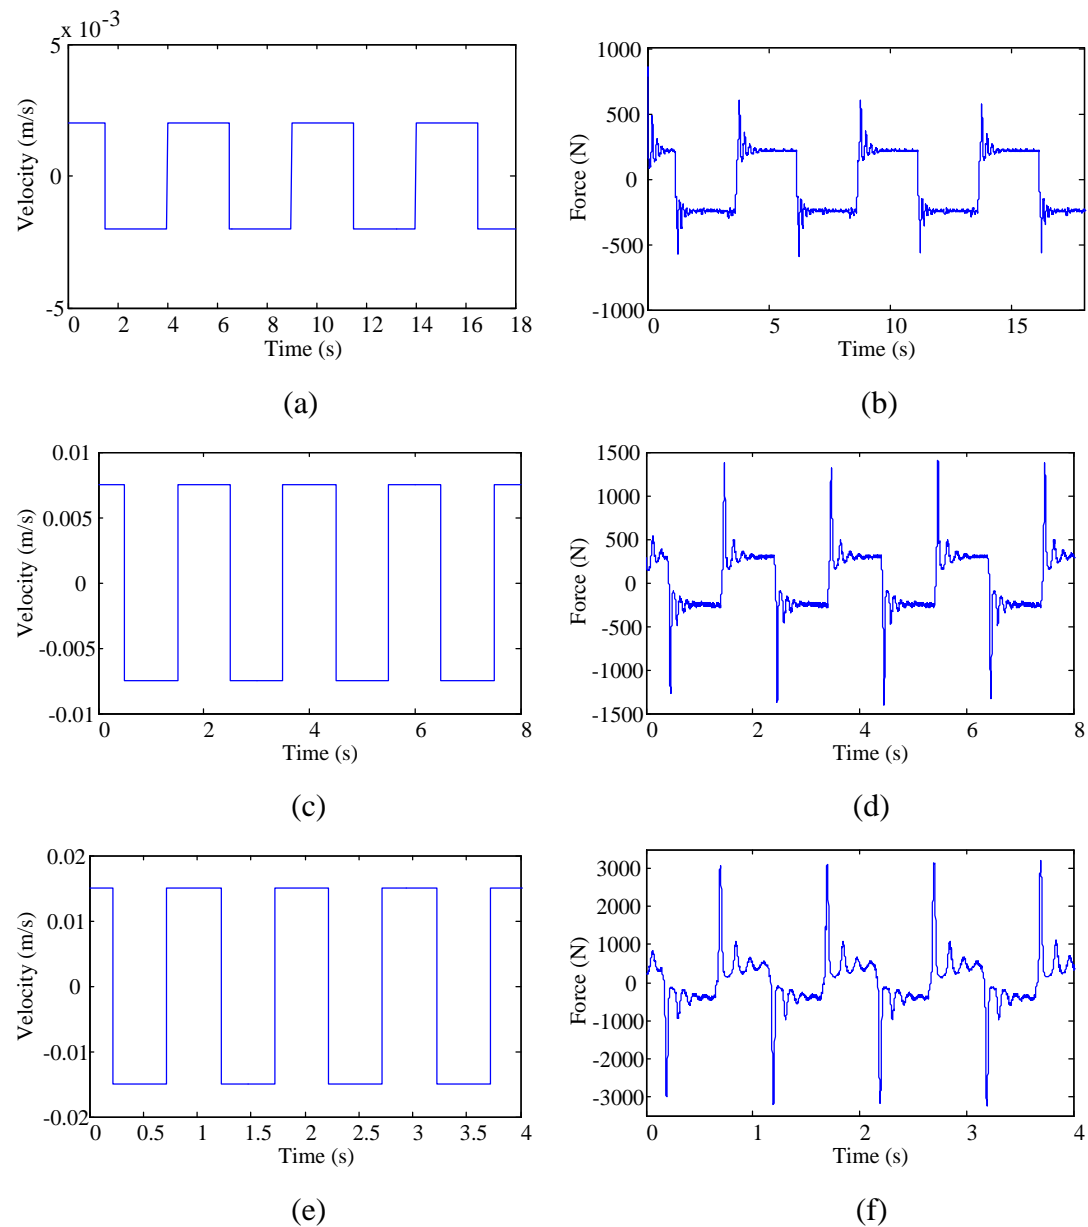 x 10^-3
5
0
-5
Velocity (m/s)
0 2 4 6 8 10 12 14 16 18
Time (s)
(a)
1000
500
0
-500
-1000
Force (N)
0 5 10 15
Time (s)
(b)
0.01
0.005
0
-0.005
-0.01
Velocity (m/s)
0 2 4 6 8
Time (s)
(c)
1500
1000
500
0
-500
-1000
-1500
Force (N)
0 2 4 6 8
Time (s)
(d)
0.02
0.01
0
-0.01
-0.02
Velocity (m/s)
0 0.5 1 1.5 2 2.5 3 3.5 4
Time (s)
(e)
3000
2000
1000
0
-1000
-2000
-3000
Force (N)
0 1 2 3 4
Time (s)
(f)